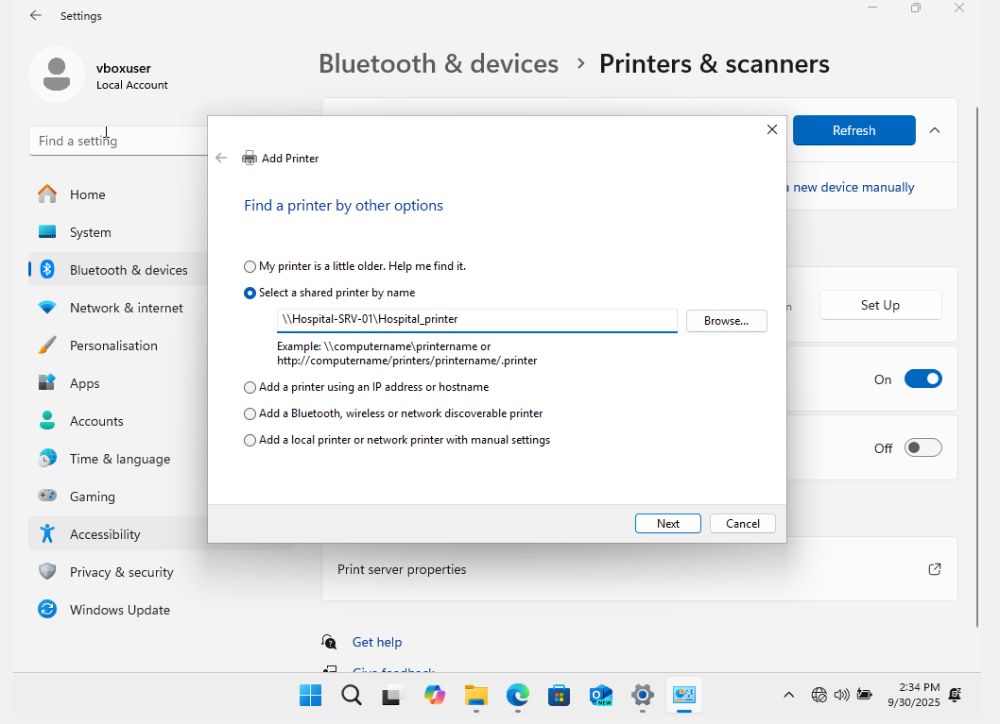 Settings
vboxuser
Local Account
Find a setting
Home
System
Bluetooth & devices
Network & internet
Personalisation
Apps
Accounts
Time & language
Gaming
Accessibility
Privacy & security
Windows Update
Bluetooth & devices › Printers & scanners
Refresh
a new device manually
Set Up
On
Off
Print server properties
Get help
Add Printer
Find a printer by other options
My printer is a little older. Help me find it.
Select a shared printer by name
\\Hospital-SRV-01\Hospital_printer
Browse...
Example: \\computername\printername or
http://computername/printers/printername/.printer
Add a printer using an IP address or hostname
Add a Bluetooth, wireless or network discoverable printer
Add a local printer or network printer with manual settings
Next
Cancel
NEW
2:34 PM
9/30/2025